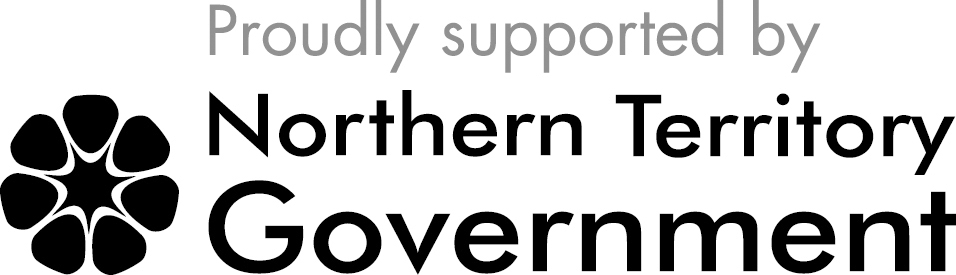 Proudly supported by
Northern Territory
Government